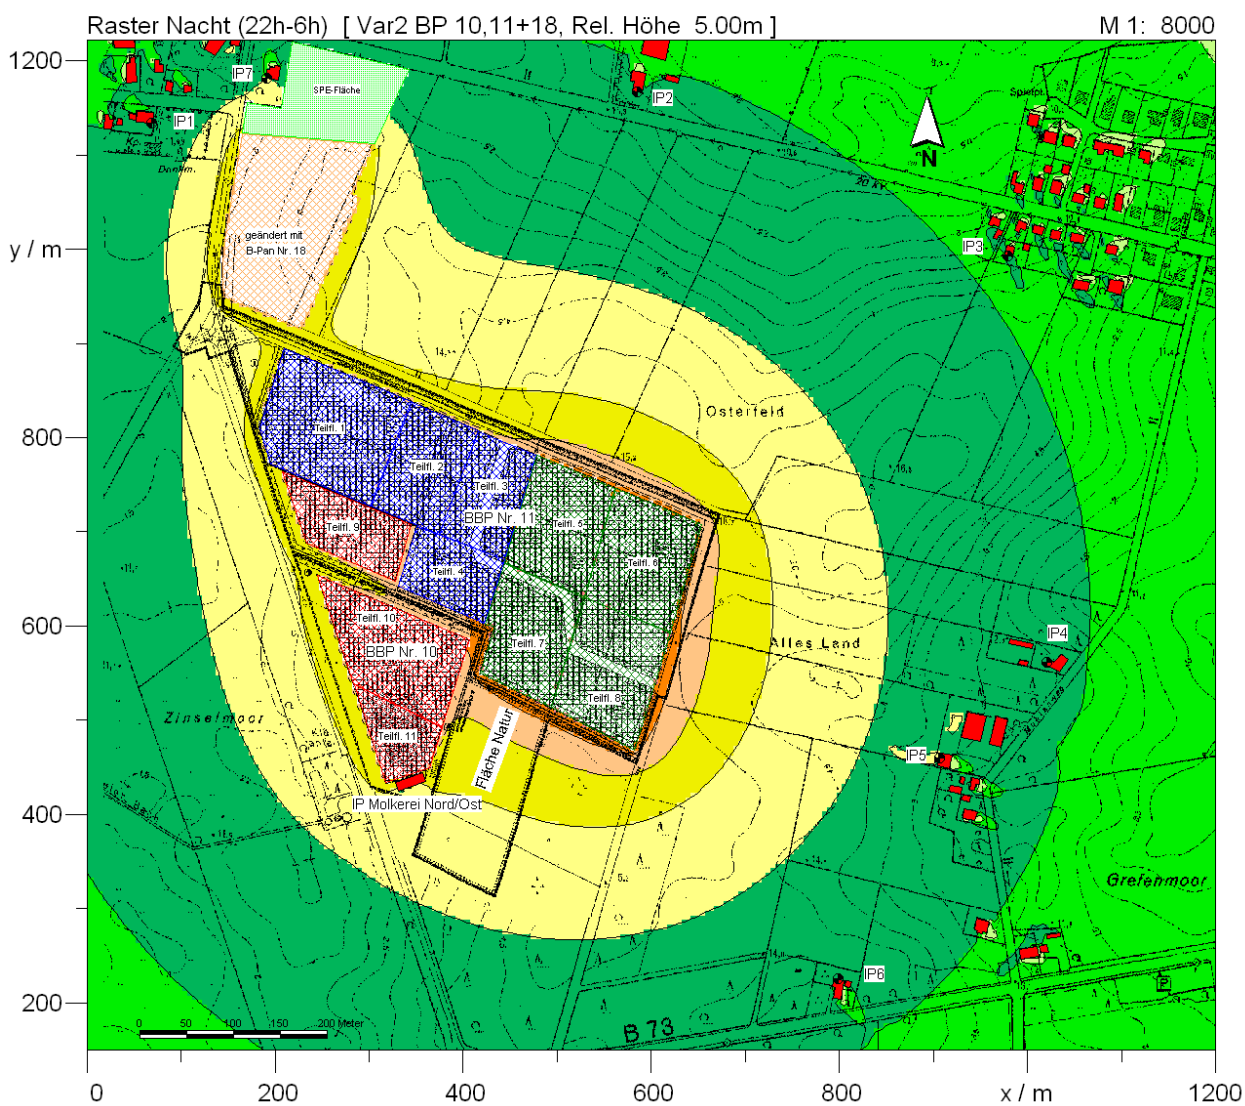 Raster Nacht (22h-6h) [ Var2 BP 10,11+18, Rel. Höhe 5.00m ]
M 1: 8000
1200
y / m
800
600
400
200
IP7
SPE-Fläche
IP2
IP1
Spielpl.
N
20 kV
geändert mit
B-Pan Nr. 18
IP3
Osterfeld
Teilfl. 1
Teilfl. 2
Teilfl. 3
BBP Nr. 11
Teilfl. 5
Teilfl. 9
Teilfl. 4
Teilfl. 6
Teilfl. 10
BBP Nr. 10
Teilfl. 7
Alles Land
IP4
Teilfl. 8
Zinselmoor
Teilfl. 11
Fläche Natur
IP5
IP Molkerei Nord/Ost
Grefenmoor
IP6
B 73
0 50 100 150 200 Meter
0 200 400 600 800 x / m 1200